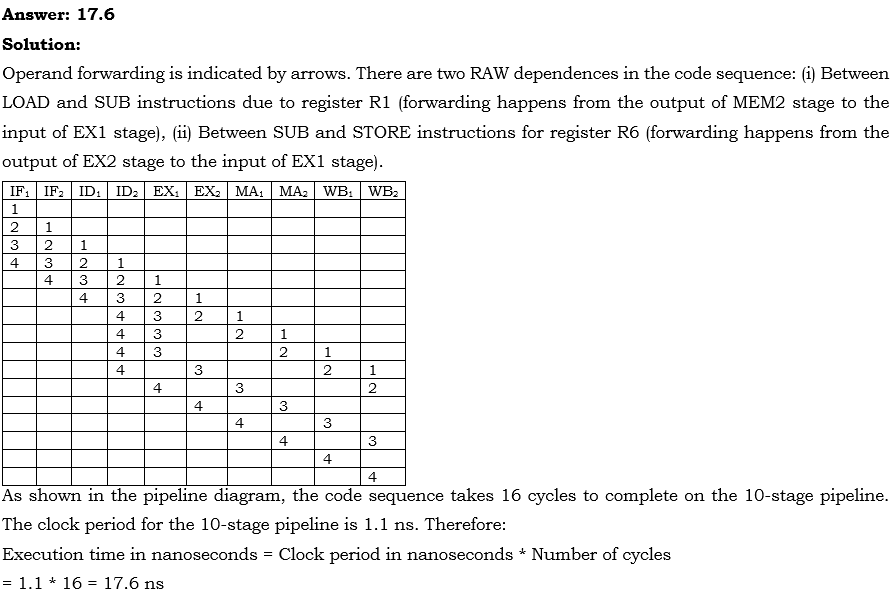 Answer: 17.6
Solution:
Operand forwarding is indicated by arrows. There are two RAW dependences in the code sequence: (i) Between
LOAD and SUB instructions due to register R1 (forwarding happens from the output of MEM2 stage to the
input of EX1 stage), (ii) Between SUB and STORE instructions for register R6 (forwarding happens from the
output of EX2 stage to the input of EX1 stage).
IF₁ IF₂ ID₁ ID₂ EX₁ EX₂ MA₁ MA₂ WB₁ WB₂
1
2 1
3 2 1
4 3 2 1
4 3 2 1
4 3 2 1
4 3 2 1
4 3 2 1
4 3 2 1
4 3 2 1
4 3 2
4 3
4 3
4 3
4
4
As shown in the pipeline diagram, the code sequence takes 16 cycles to complete on the 10-stage pipeline.
The clock period for the 10-stage pipeline is 1.1 ns. Therefore:
Execution time in nanoseconds = Clock period in nanoseconds * Number of cycles
= 1.1 * 16 = 17.6 ns